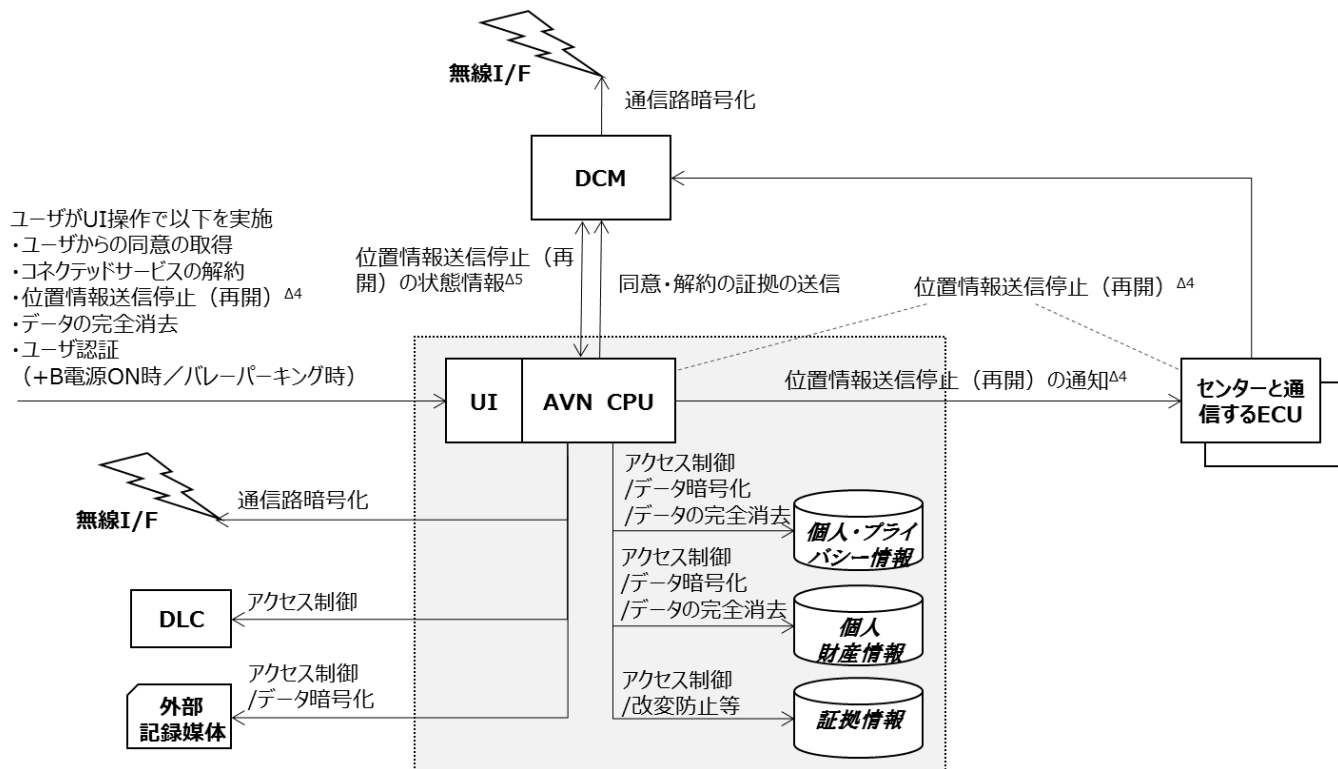 無線I/F
通信路暗号化
DCM
ユーザがUI操作で以下を実施
・ユーザからの同意の取得
・コネクテッドサービスの解約
・位置情報送信停止（再開）Δ4
・データの完全消去
・ユーザ認証
（+B電源ON時／バレーパーキング時）
位置情報送信停止（再
開）の状態情報Δ5
同意・解約の証拠の送信
位置情報送信停止（再開）Δ4
UI
AVN CPU
位置情報送信停止（再開）の通知Δ4
センターと通
信するECU
無線I/F
通信路暗号化
アクセス制御
/データ暗号化
/データの完全消去
個人・プライ
バシー情報
DLC
アクセス制御
アクセス制御
/データ暗号化
/データの完全消去
個人
財産情報
外部
記録媒体
アクセス制御
/データ暗号化
アクセス制御
/改変防止等
証拠情報